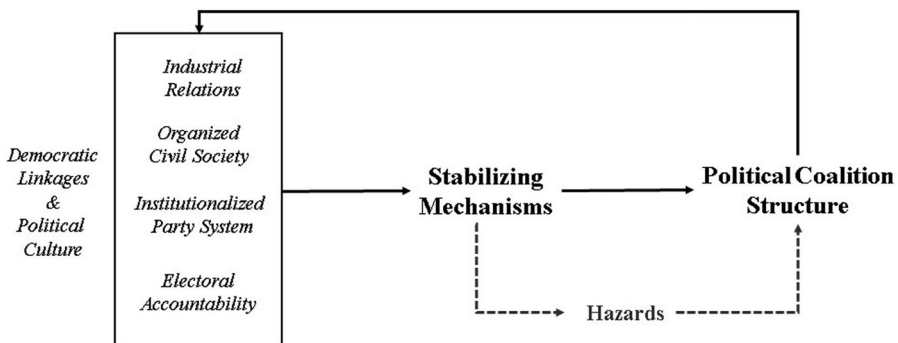 Democratic
Linkages
&
Political
Culture
Industrial
Relations
Organized
Civil Society
Institutionalized
Party System
Electoral
Accountability
Stabilizing
Mechanisms
Political Coalition
Structure
Hazards